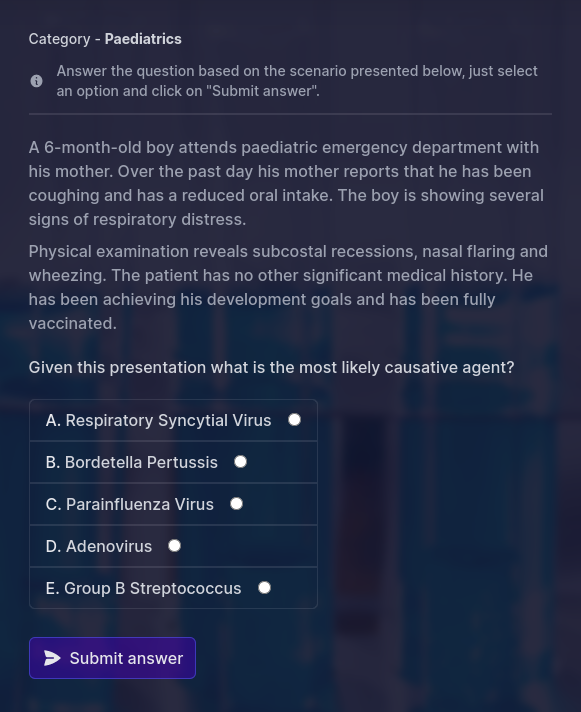 Category - Paediatrics
Answer the question based on the scenario presented below, just select
an option and click on "Submit answer".
A 6-month-old boy attends paediatric emergency department with
his mother. Over the past day his mother reports that he has been
coughing and has a reduced oral intake. The boy is showing several
signs of respiratory distress.
Physical examination reveals subcostal recessions, nasal flaring and
wheezing. The patient has no other significant medical history. He
has been achieving his development goals and has been fully
vaccinated.
Given this presentation what is the most likely causative agent?
A. Respiratory Syncytial Virus
B. Bordetella Pertussis
C. Parainfluenza Virus
D. Adenovirus
E. Group B Streptococcus
Submit answer